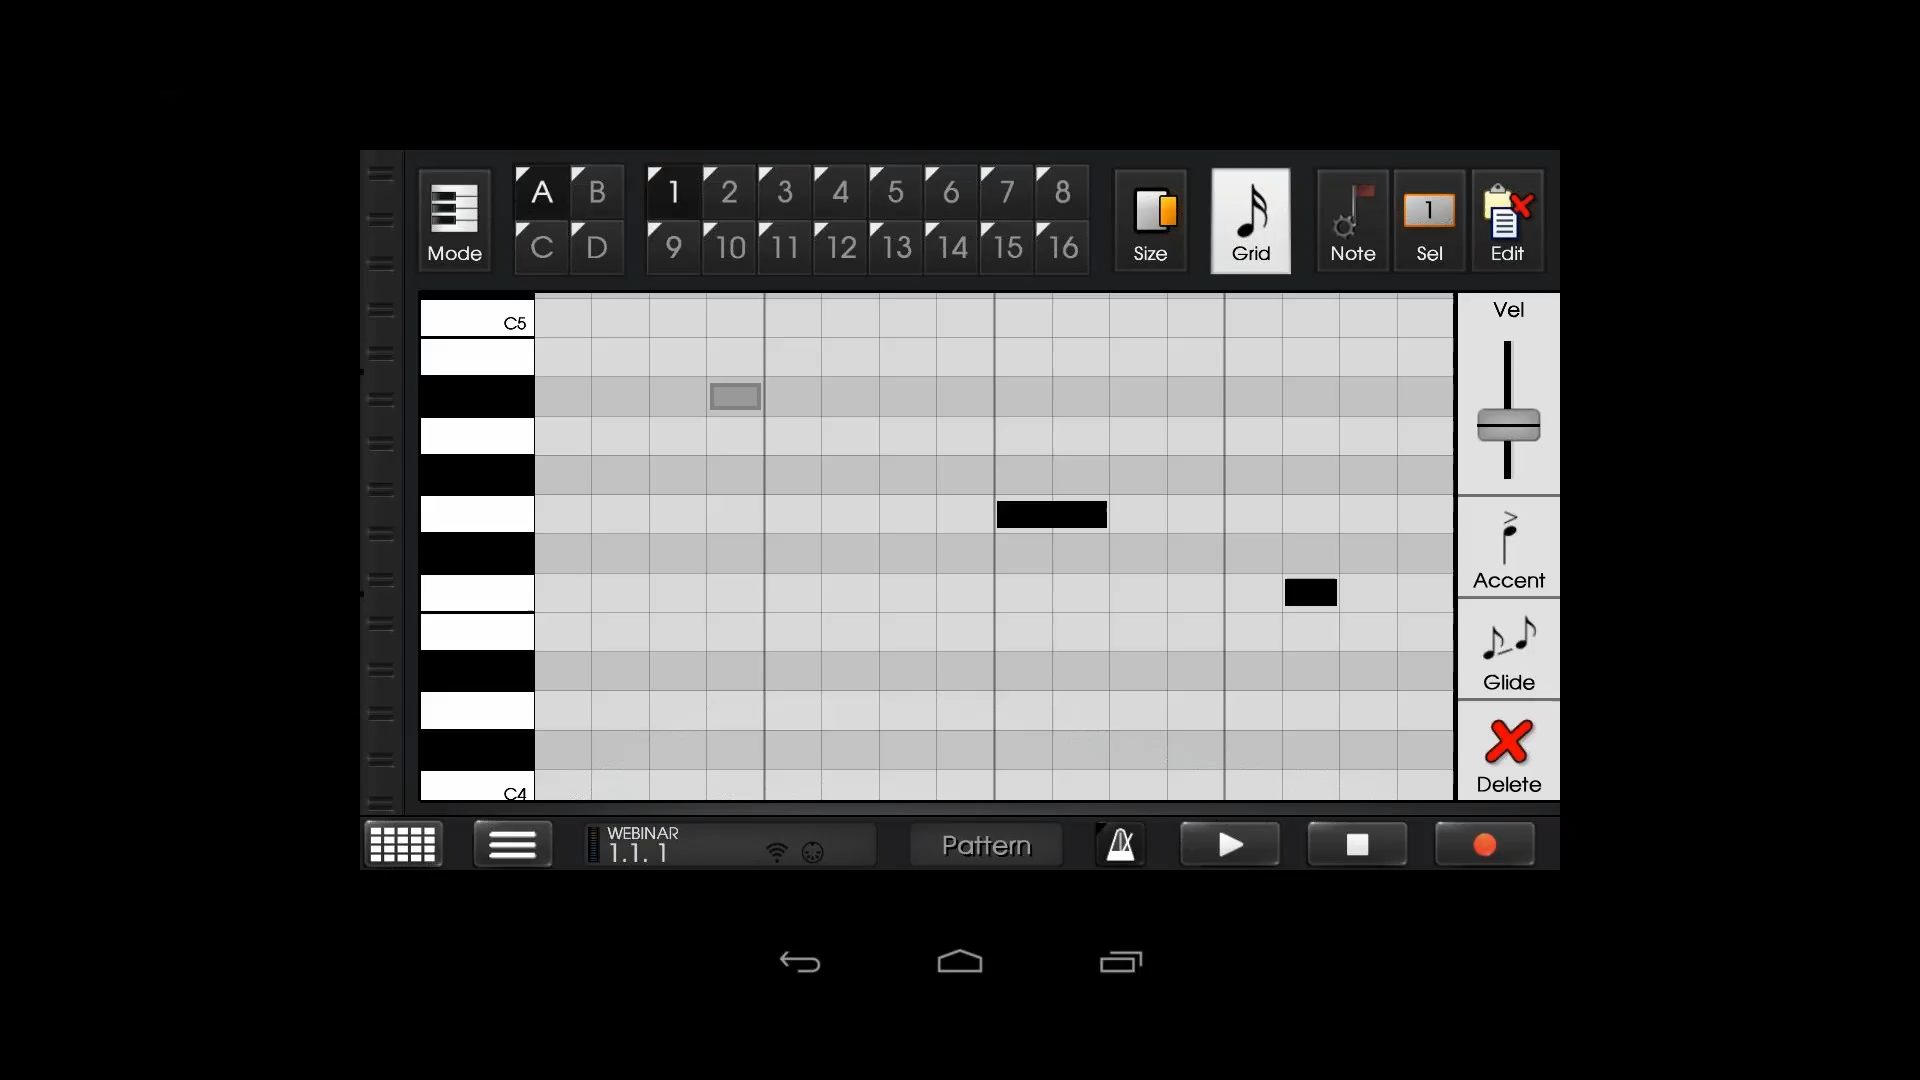 Mode
A B
C D
1 2 3 4 5 6 7 8
9 10 11 12 13 14 15 16
Size
Grid
Note
1
Sel
Edit
C5
C4
Vel
Accent
Glide
Delete
WEBINAR
1.1. 1
Pattern